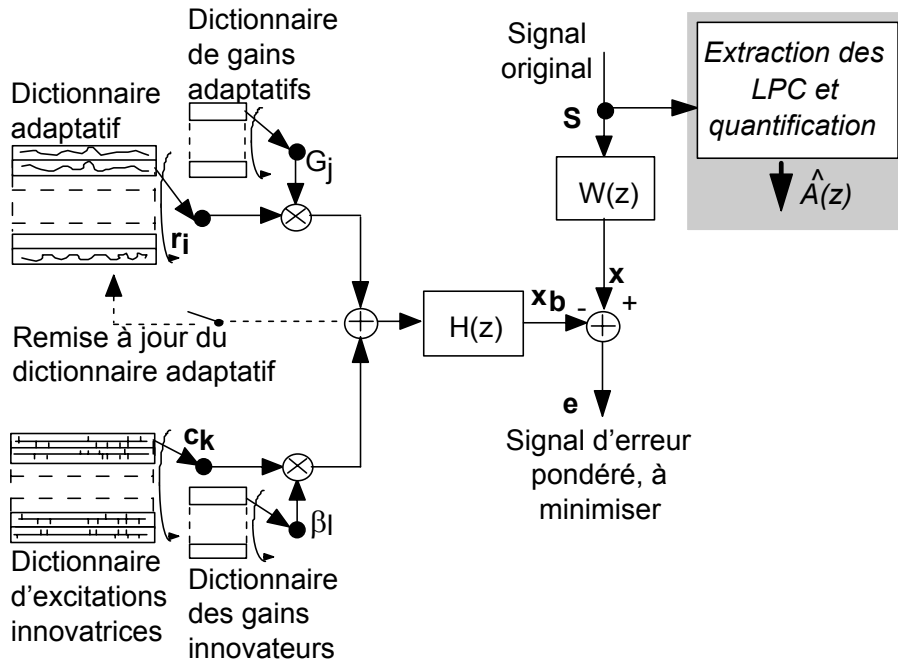 Dictionnaire
de gains
adaptatifs
Dictionnaire
adaptatif
Gj
ri
Remise à jour du
dictionnaire adaptatif
ck
βl
Dictionnaire
d'excitations
innovatrices
Dictionnaire
des gains
innovateurs
H(z)
xb
-
+
Signal
original
S
W(z)
x
e
Signal d'erreur
pondéré, à
minimiser
Extraction des
LPC et
quantification
Â(z)